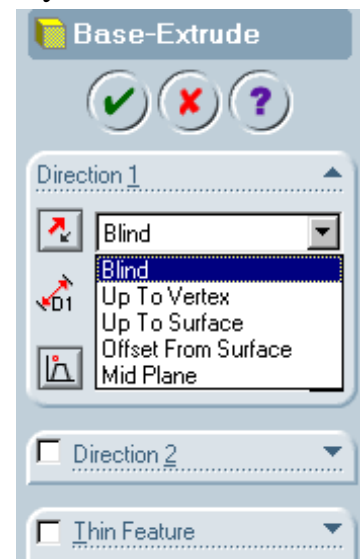 Base-Extrude
?
Direction 1
Blind
Blind
Up To Vertex
D1
Up To Surface
Offset From Surface
Mid Plane
Direction 2
Thin Feature